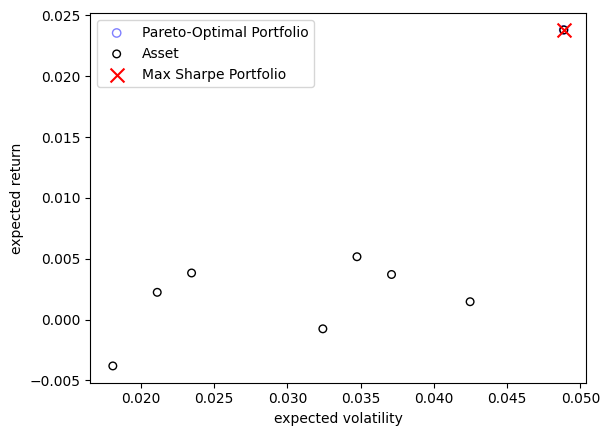 0.025
0.020
0.015
0.010
0.005
0.000
−0.005
expected return
Pareto-Optimal Portfolio
Asset
Max Sharpe Portfolio
0.020 0.025 0.030 0.035 0.040 0.045 0.050
expected volatility